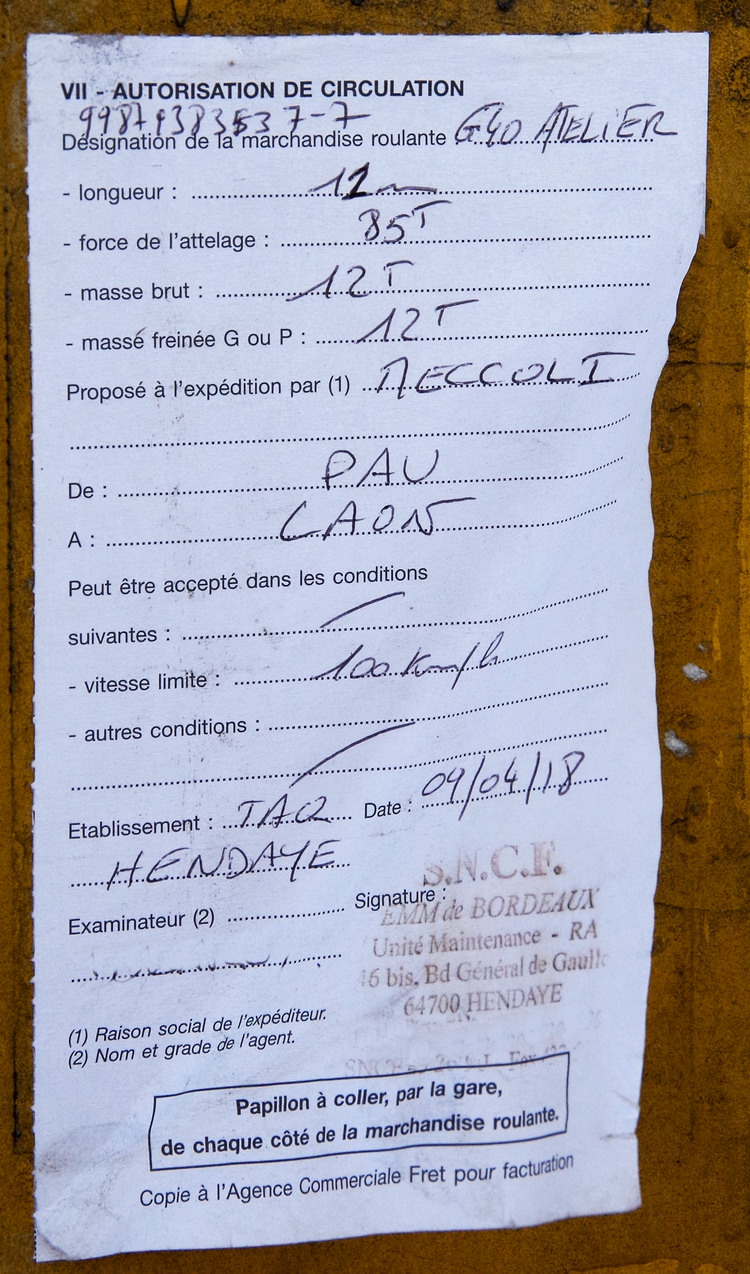 VII - AUTORISATION DE CIRCULATION
99879383537-7
Désignation de la marchandise roulante G40 ATELIER
- longueur : 12m
- force de l'attelage : 85T
- masse brut : 12T
- masse freinée G ou P : 12T
Proposé à l'expédition par (1) MECCOLI
De : PAU
A : LAON
Peut être accepté dans les conditions
suivantes :
- vitesse limite : 100 Km/h
- autres conditions :
Etablissement : TAQ Date : 09/04/18
HENDAYE
S.N.C.F.
Examinateur (2) Signature :
EMM de BORDEAUX
Unité Maintenance - RA
16 bis, Bd Général de Gaulle
64700 HENDAYE
(1) Raison social de l'expéditeur.
(2) Nom et grade de l'agent.
Papillon à coller, par la gare,
de chaque côté de la marchandise roulante.
Copie à l'Agence Commerciale Fret pour facturation